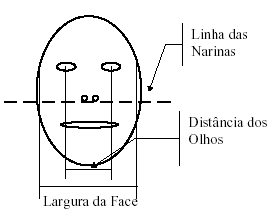 Linha das
Narinas
Distância dos
Olhos
Largura da Face